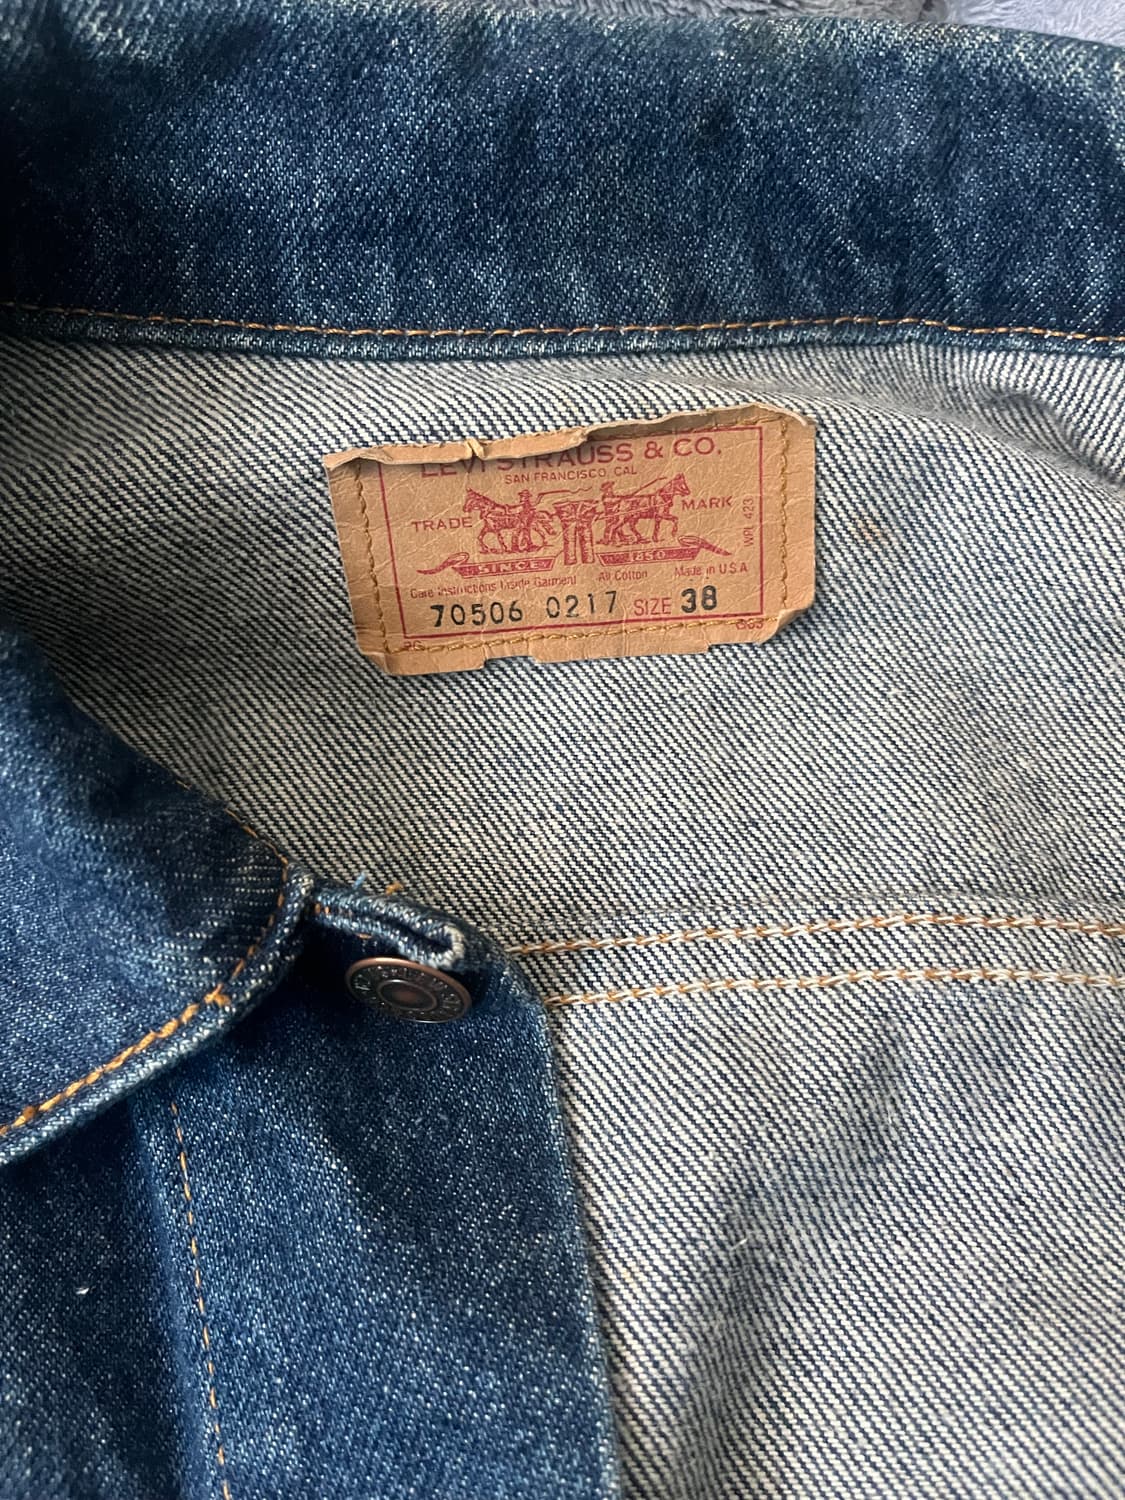 LEVI STRAUSS & CO.
SAN FRANCISCO, CAL
TRADE MARK
WPL 423
SINCE 1850
Care Instructions Inside Garment All Cotton Made in U S A
70506 0217 SIZE 38